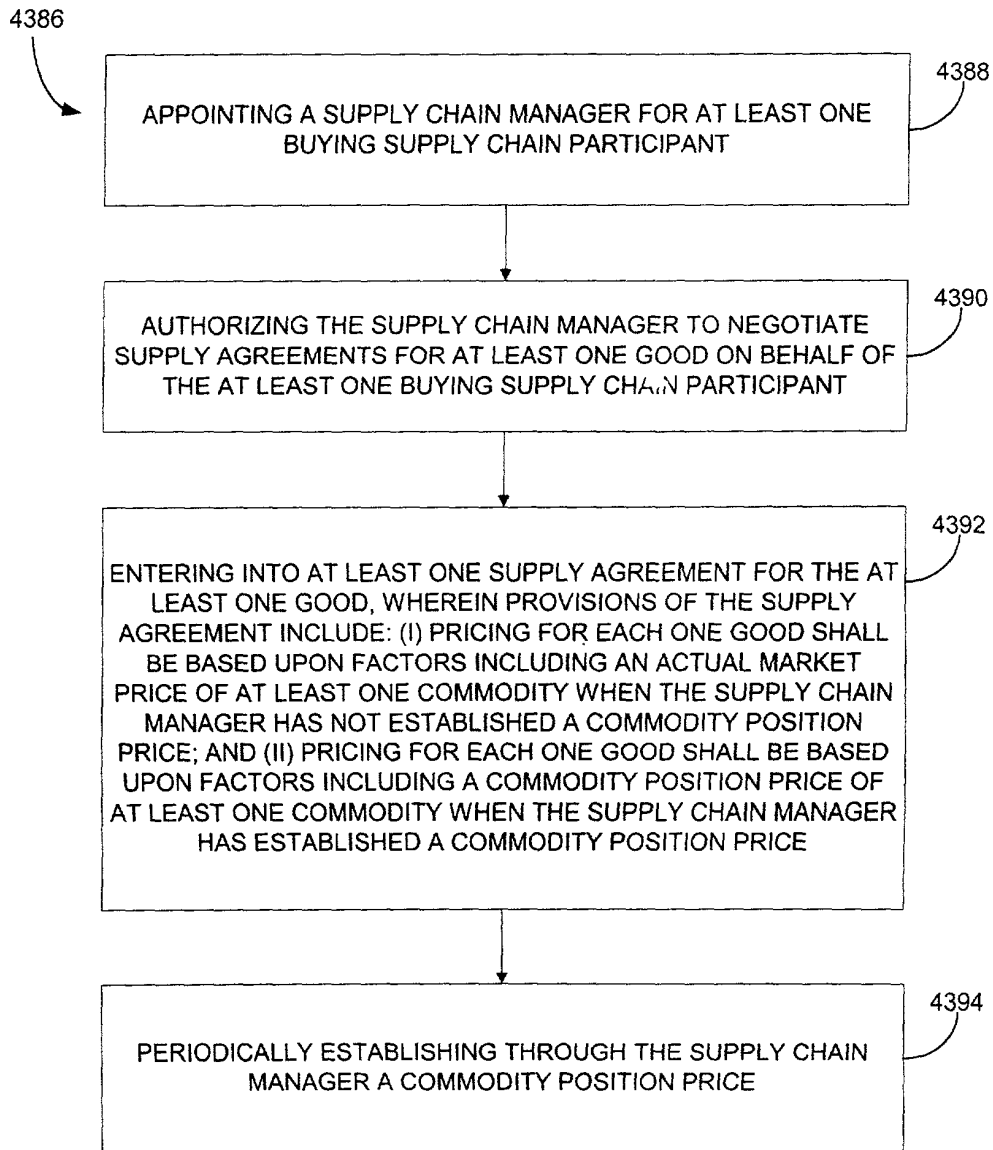 4386
4388
APPOINTING A SUPPLY CHAIN MANAGER FOR AT LEAST ONE
BUYING SUPPLY CHAIN PARTICIPANT
4390
AUTHORIZING THE SUPPLY CHAIN MANAGER TO NEGOTIATE
SUPPLY AGREEMENTS FOR AT LEAST ONE GOOD ON BEHALF OF
THE AT LEAST ONE BUYING SUPPLY CHAIN PARTICIPANT
4392
ENTERING INTO AT LEAST ONE SUPPLY AGREEMENT FOR THE AT
LEAST ONE GOOD, WHEREIN PROVISIONS OF THE SUPPLY
AGREEMENT INCLUDE: (I) PRICING FOR EACH ONE GOOD SHALL
BE BASED UPON FACTORS INCLUDING AN ACTUAL MARKET
PRICE OF AT LEAST ONE COMMODITY WHEN THE SUPPLY CHAIN
MANAGER HAS NOT ESTABLISHED A COMMODITY POSITION
PRICE; AND (II) PRICING FOR EACH ONE GOOD SHALL BE BASED
UPON FACTORS INCLUDING A COMMODITY POSITION PRICE OF
AT LEAST ONE COMMODITY WHEN THE SUPPLY CHAIN MANAGER
HAS ESTABLISHED A COMMODITY POSITION PRICE
4394
PERIODICALLY ESTABLISHING THROUGH THE SUPPLY CHAIN
MANAGER A COMMODITY POSITION PRICE